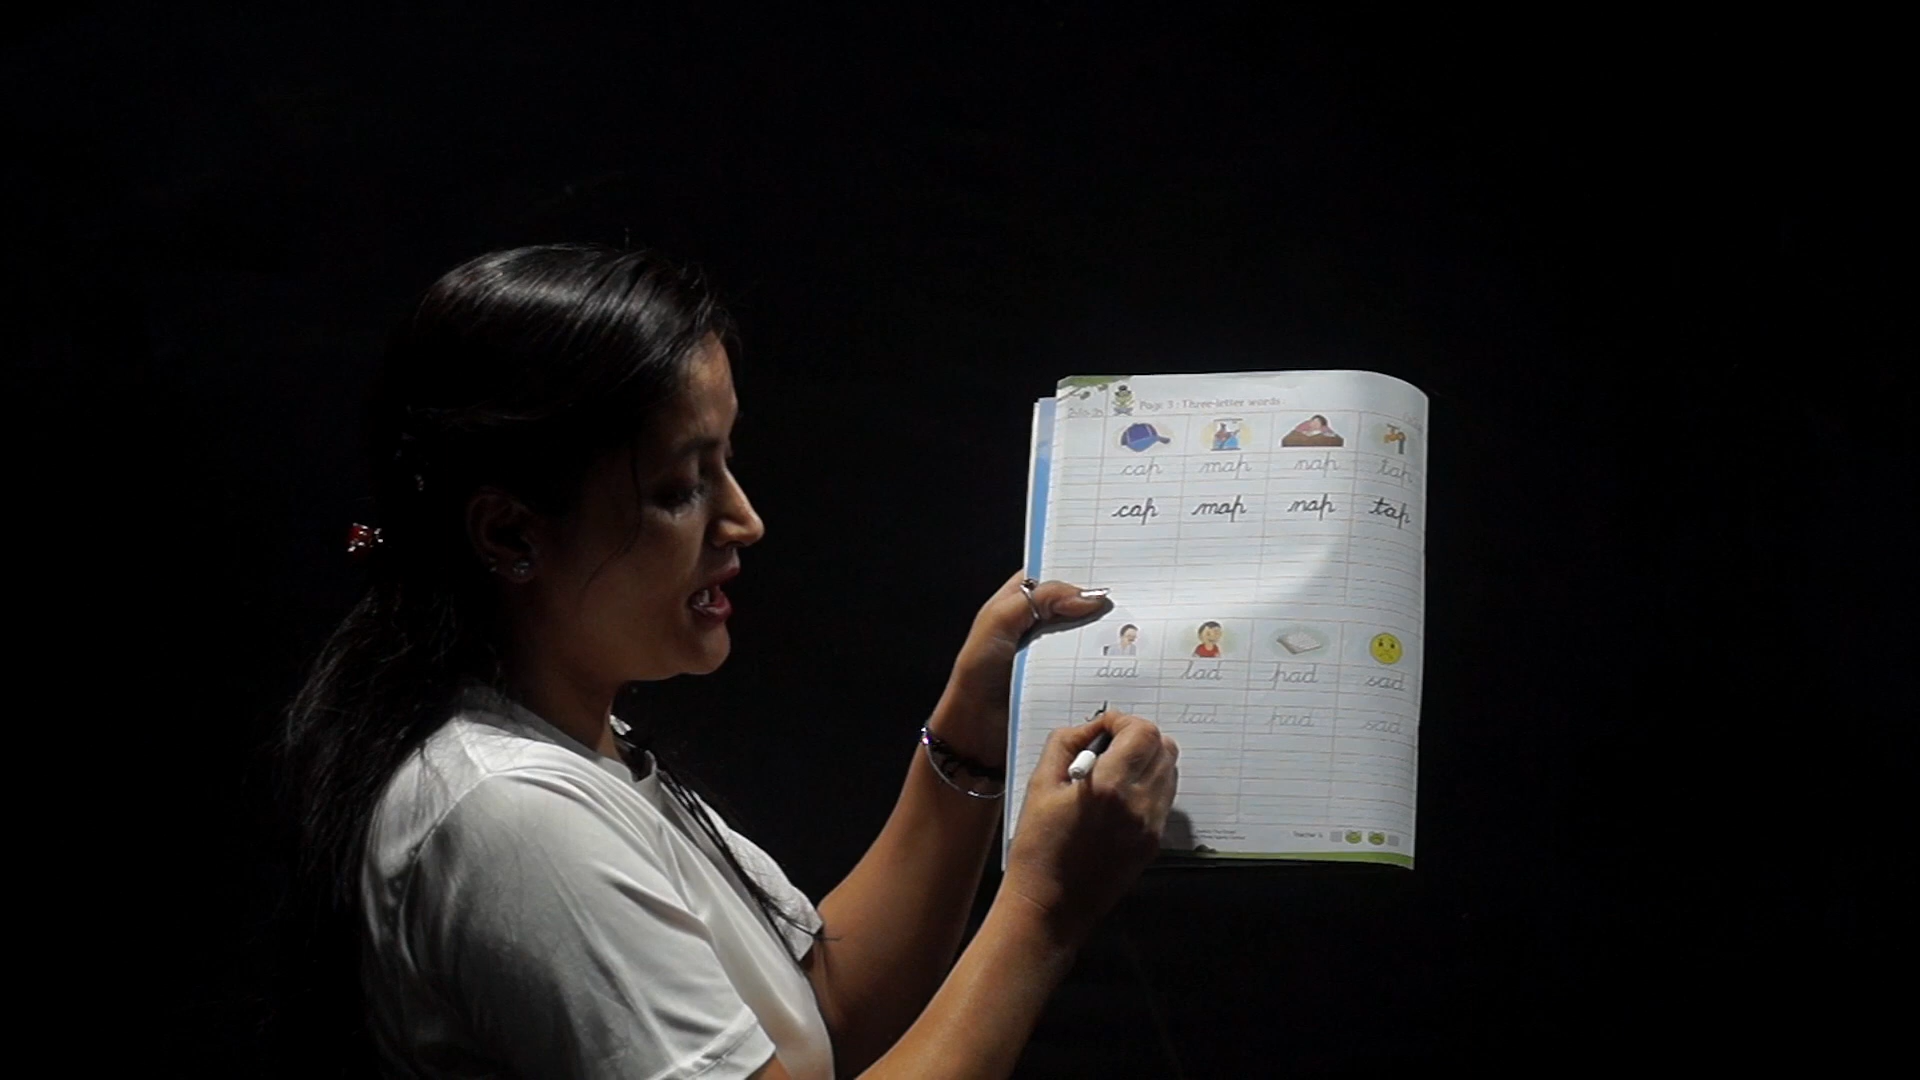 Page 3 : Three-letter words
cap map nap tap
cap map nap tap
dad lad pad sad
lad pad sad
Teacher's